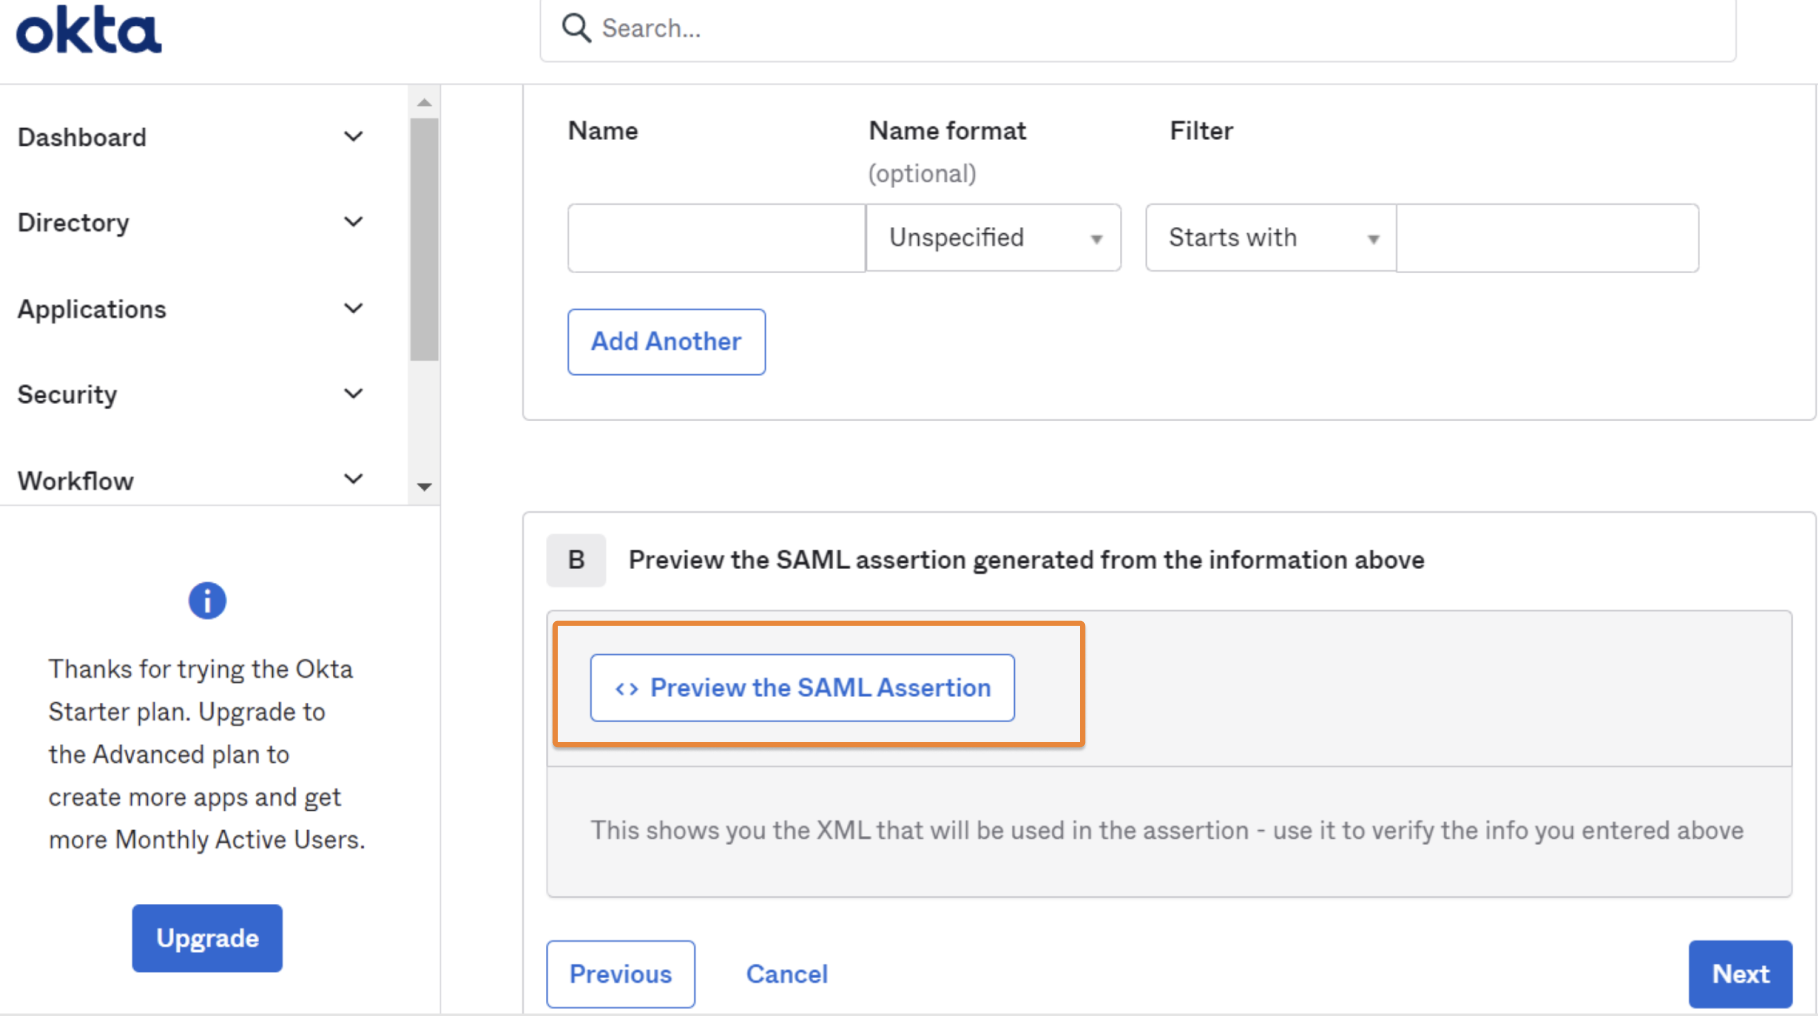 okta
Search...
Dashboard
Directory
Applications
Security
Workflow
i
Thanks for trying the Okta
Starter plan. Upgrade to
the Advanced plan to
create more apps and get
more Monthly Active Users.
Upgrade
Name Name format Filter
(optional)
Unspecified Starts with
Add Another
B Preview the SAML assertion generated from the information above
<> Preview the SAML Assertion
This shows you the XML that will be used in the assertion - use it to verify the info you entered above
Previous Cancel Next